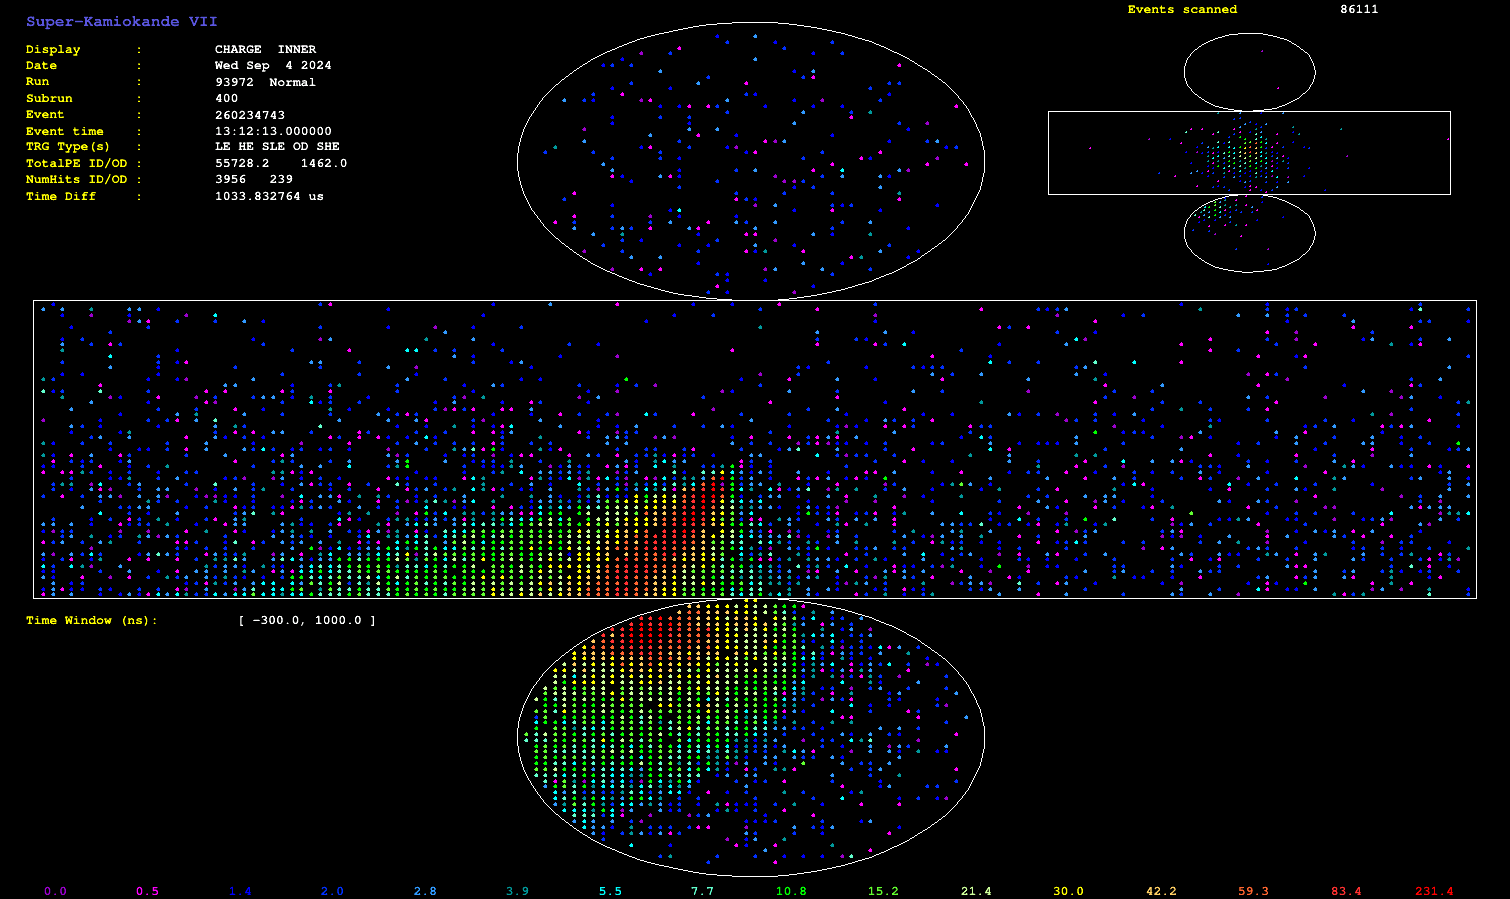 Super-Kamiokande VII
Events scanned 86111
Display : CHARGE INNER
Date : Wed Sep 4 2024
Run : 93972 Normal
Subrun : 400
Event : 260234743
Event time : 13:12:13.000000
TRG Type(s) : LE HE SLE OD SHE
TotalPE ID/OD : 55728.2 1462.0
NumHits ID/OD : 3956 239
Time Diff : 1033.832764 us
Time Window (ns): [ -300.0, 1000.0 ]
0.0 0.5 1.4 2.0 2.8 3.9 5.5 7.7 10.8 15.2 21.4 30.0 42.2 59.3 83.4 231.4